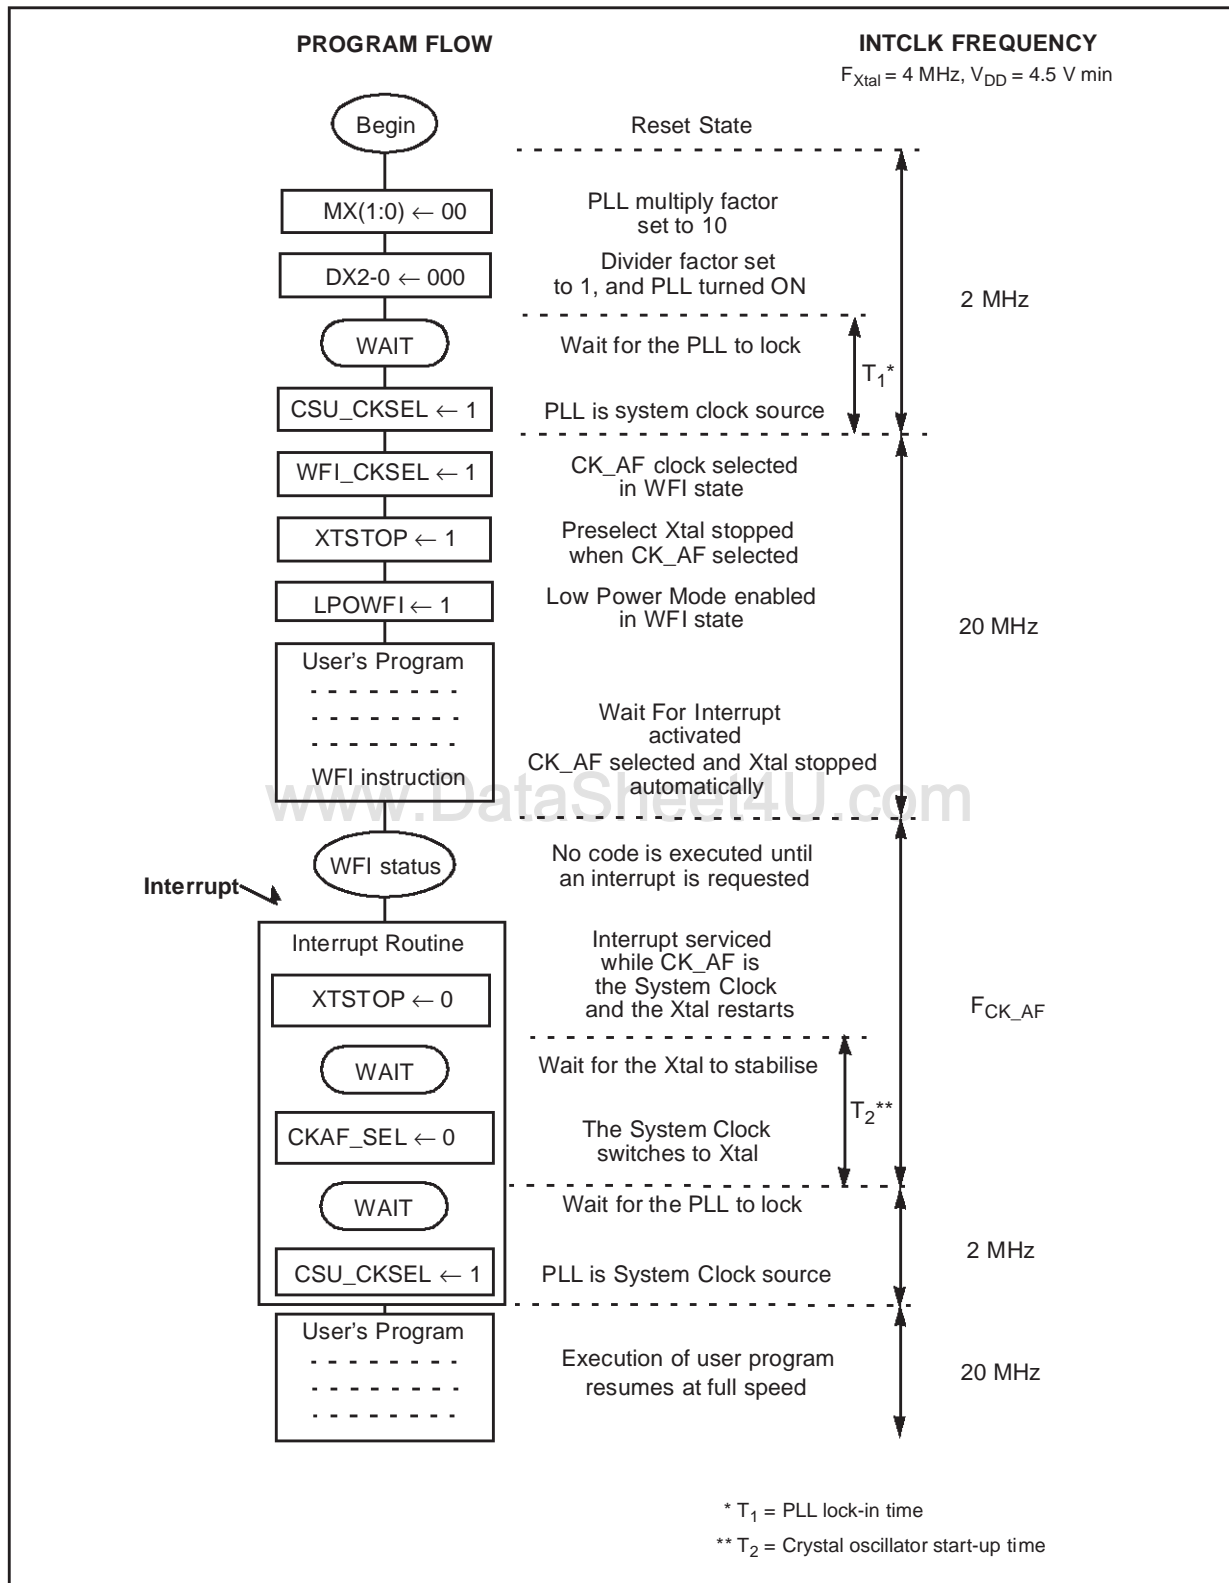 PROGRAM FLOW
INTCLK FREQUENCY
FXtal = 4 MHz, VDD = 4.5 V min
Begin
Reset State
MX(1:0) ← 00
PLL multiply factor
set to 10
DX2-0 ← 000
Divider factor set
to 1, and PLL turned ON
2 MHz
WAIT
Wait for the PLL to lock
T1*
CSU_CKSEL ← 1
PLL is system clock source
WFI_CKSEL ← 1
CK_AF clock selected
in WFI state
XTSTOP ← 1
Preselect Xtal stopped
when CK_AF selected
LPOWFI ← 1
Low Power Mode enabled
in WFI state
20 MHz
User's Program
Wait For Interrupt
activated
CK_AF selected and Xtal stopped
automatically
WFI instruction
www.DataSheet4U.com
WFI status
No code is executed until
an interrupt is requested
Interrupt
Interrupt Routine
Interrupt serviced
while CK_AF is
the System Clock
and the Xtal restarts
XTSTOP ← 0
FCK_AF
WAIT
Wait for the Xtal to stabilise
T2**
CKAF_SEL ← 0
The System Clock
switches to Xtal
WAIT
Wait for the PLL to lock
2 MHz
CSU_CKSEL ← 1
PLL is System Clock source
User's Program
Execution of user program
resumes at full speed
20 MHz
* T1 = PLL lock-in time
** T2 = Crystal oscillator start-up time